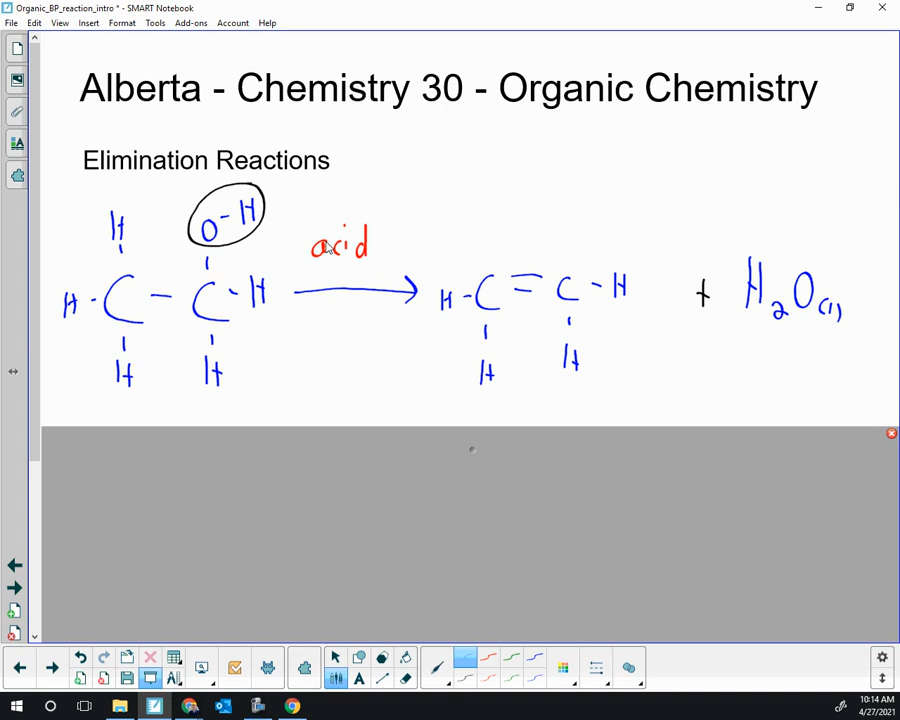 Organic_BP_reaction_intro * - SMART Notebook
File Edit View Insert Format Tools Add-ons Account Help
Alberta - Chemistry 30 - Organic Chemistry
Elimination Reactions
H O-H
acid
H-C-C-H → H-C=C-H + H₂O(l)
H H H H
10:14 AM
4/27/2021